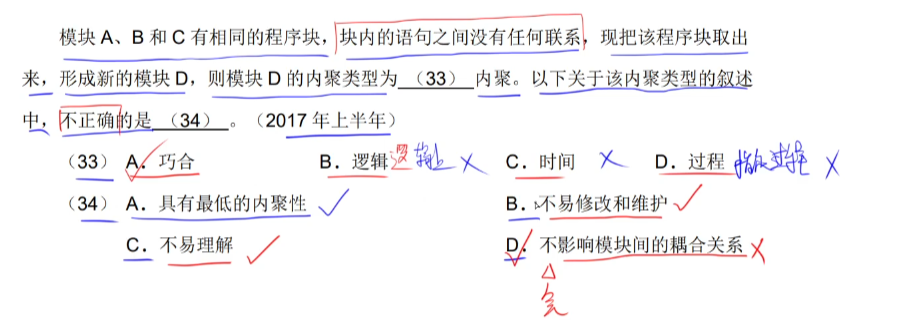 模块 A、B 和 C 有相同的程序块，块内的语句之间没有任何联系，现把该程序块取出
来，形成新的模块 D，则模块 D 的内聚类型为 （33） 内聚。以下关于该内聚类型的叙述
中，不正确的是 （34） 。（2017 年上半年）
（33） A．巧合 B．逻辑 逻辑上 C．时间 D．过程
（34） A．具有最低的内聚性 B．不易修改和维护
C．不易理解 D．不影响模块间的耦合关系
会